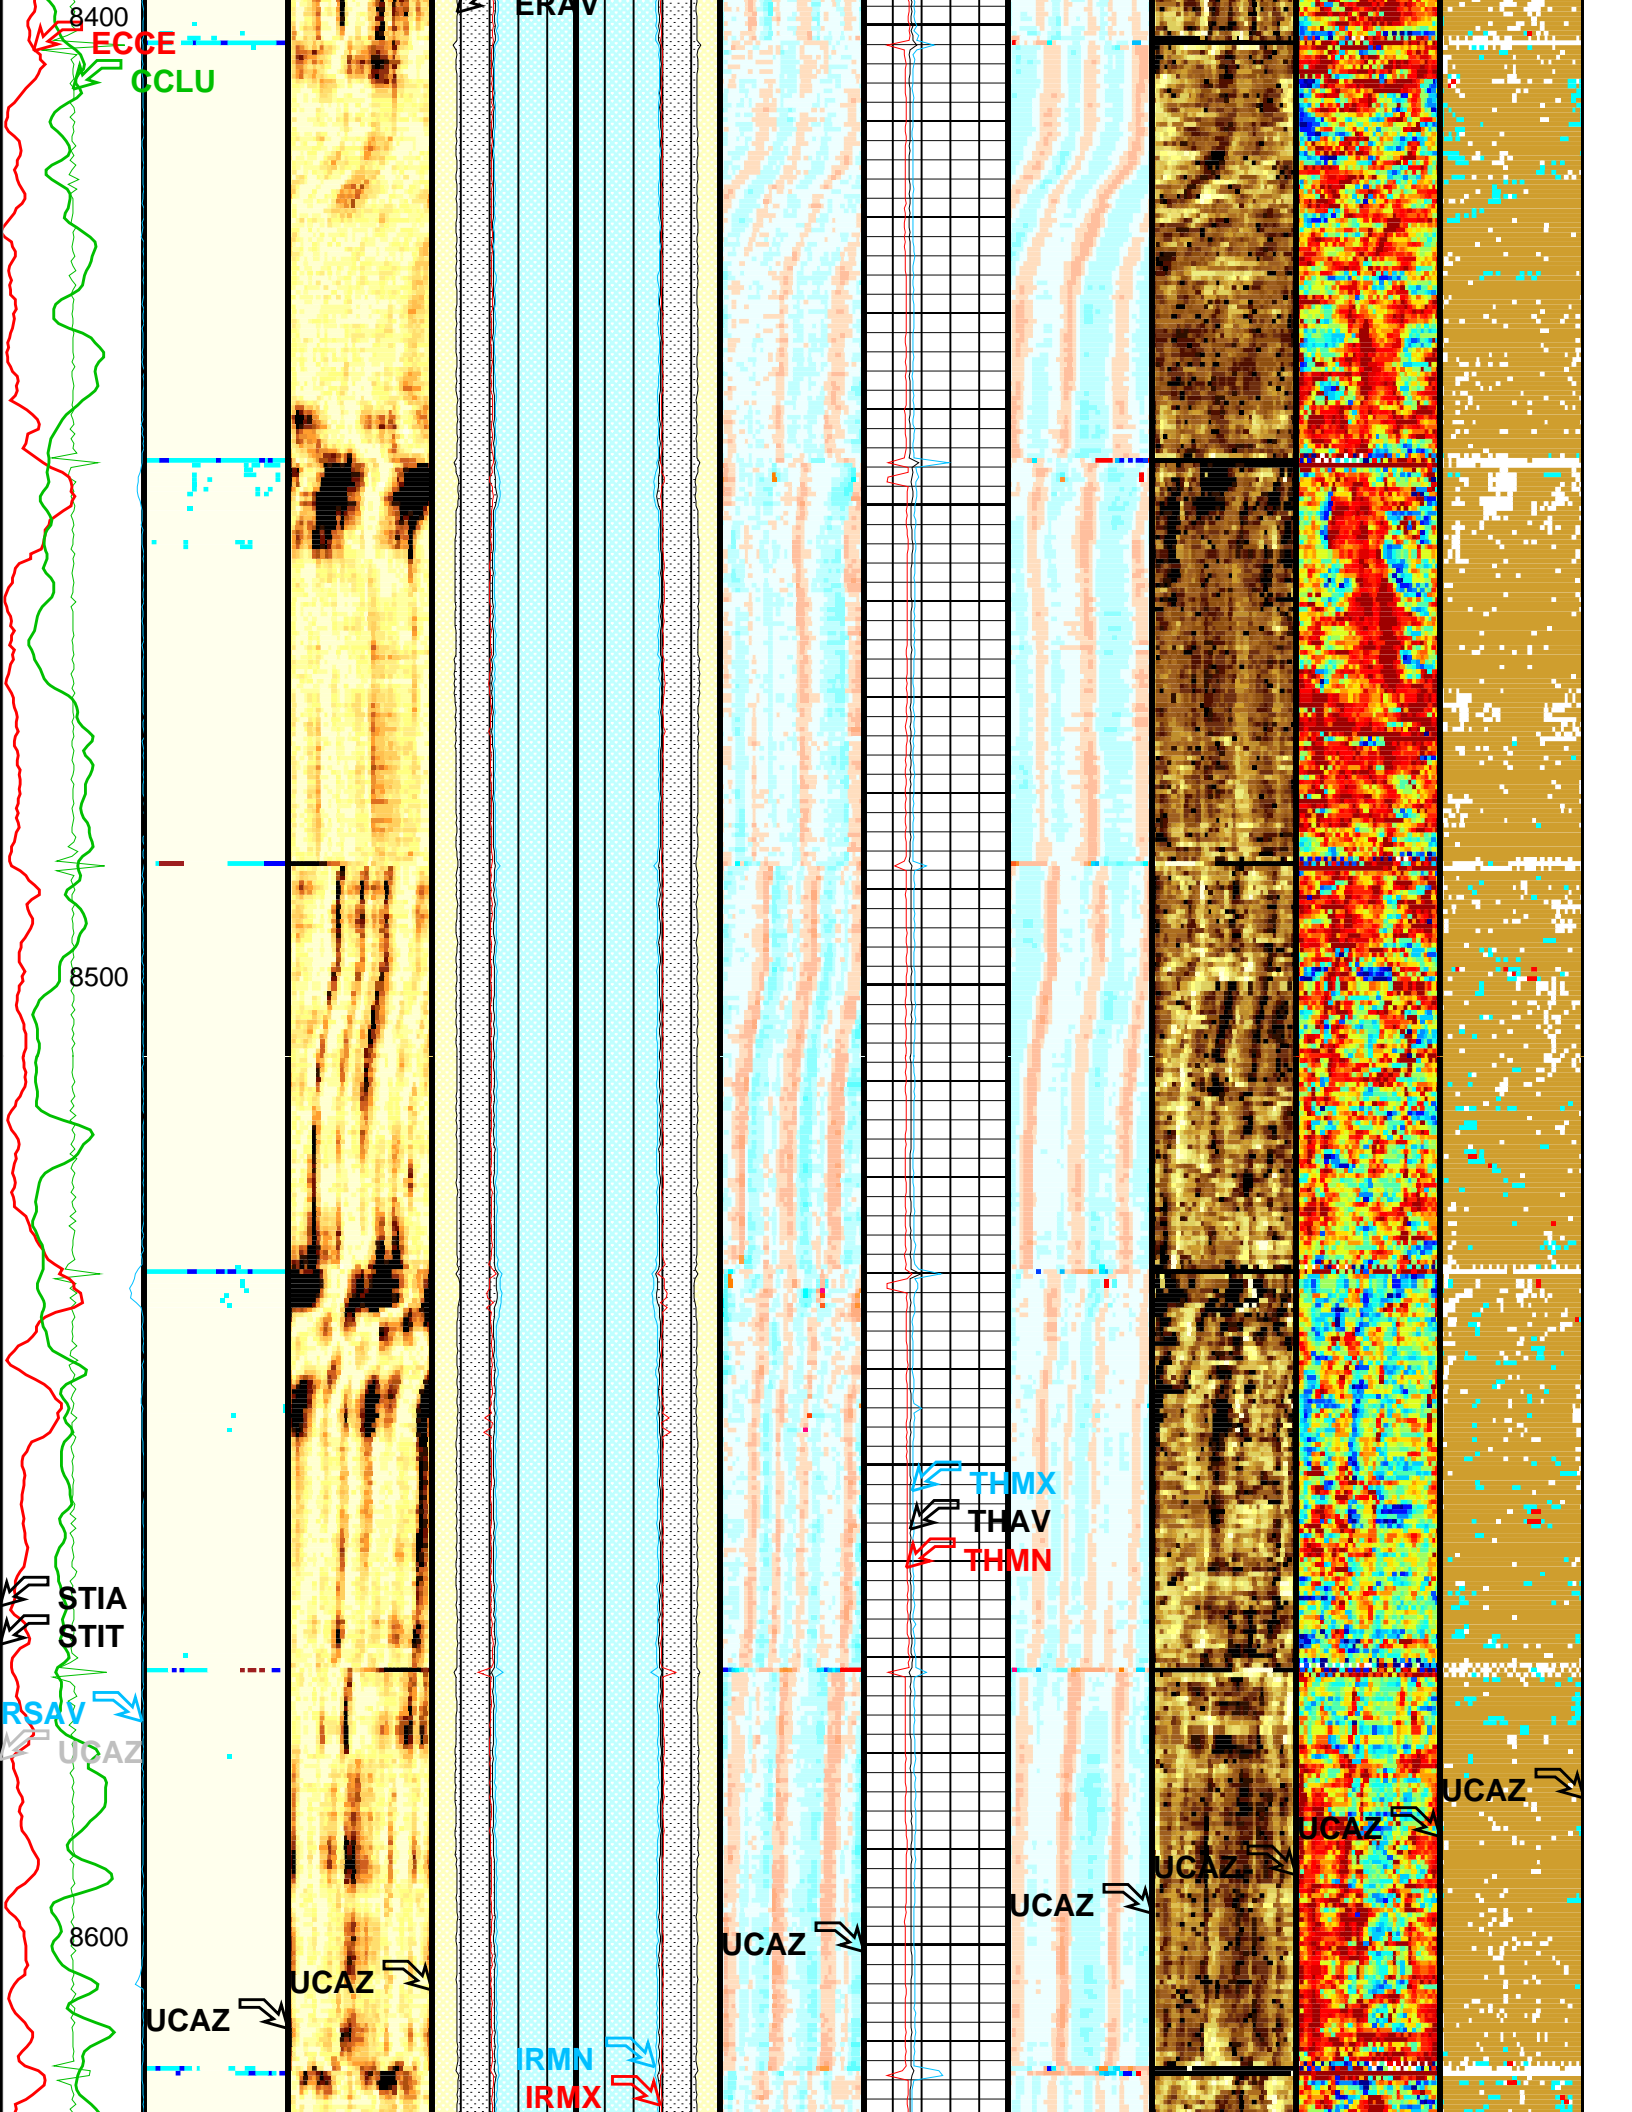 ERAV
8400
ECCE
CCLU
8500
THMX
THAV
THMN
STIA
STIT
RSAV
UCAZ
UCAZ
UCAZ
UCAZ
UCAZ
8600
UCAZ
UCAZ
UCAZ
IRMN
IRMX